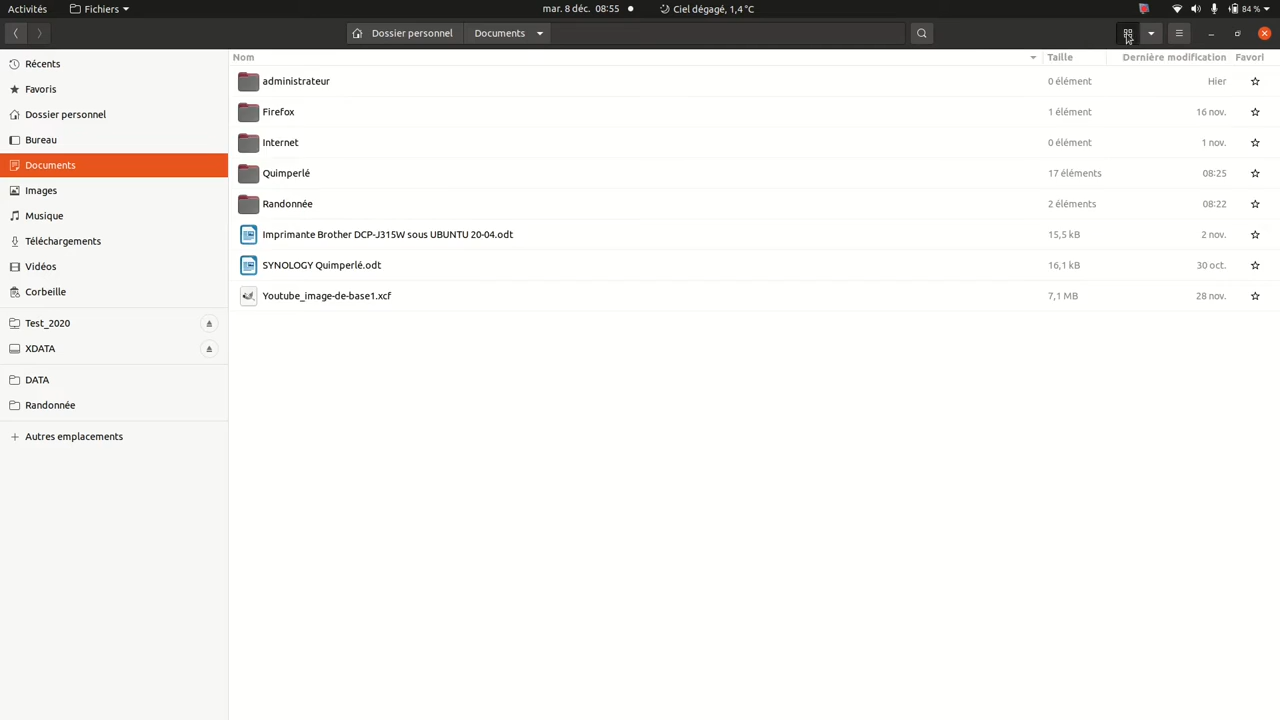 Activités Fichiers mar. 8 déc. 08:55 Ciel dégagé, 1,4 °C 84 %
Dossier personnel Documents
Nom Taille Dernière modification Favori
Récents
Favoris
Dossier personnel
Bureau
Documents
Images
Musique
Téléchargements
Vidéos
Corbeille
Test_2020
XDATA
DATA
Randonnée
Autres emplacements
administrateur 0 élément Hier
Firefox 1 élément 16 nov.
Internet 0 élément 1 nov.
Quimperlé 17 éléments 08:25
Randonnée 2 éléments 08:22
Imprimante Brother DCP-J315W sous UBUNTU 20-04.odt 15,5 kB 2 nov.
SYNOLOGY Quimperlé.odt 16,1 kB 30 oct.
Youtube_image-de-base1.xcf 7,1 MB 28 nov.